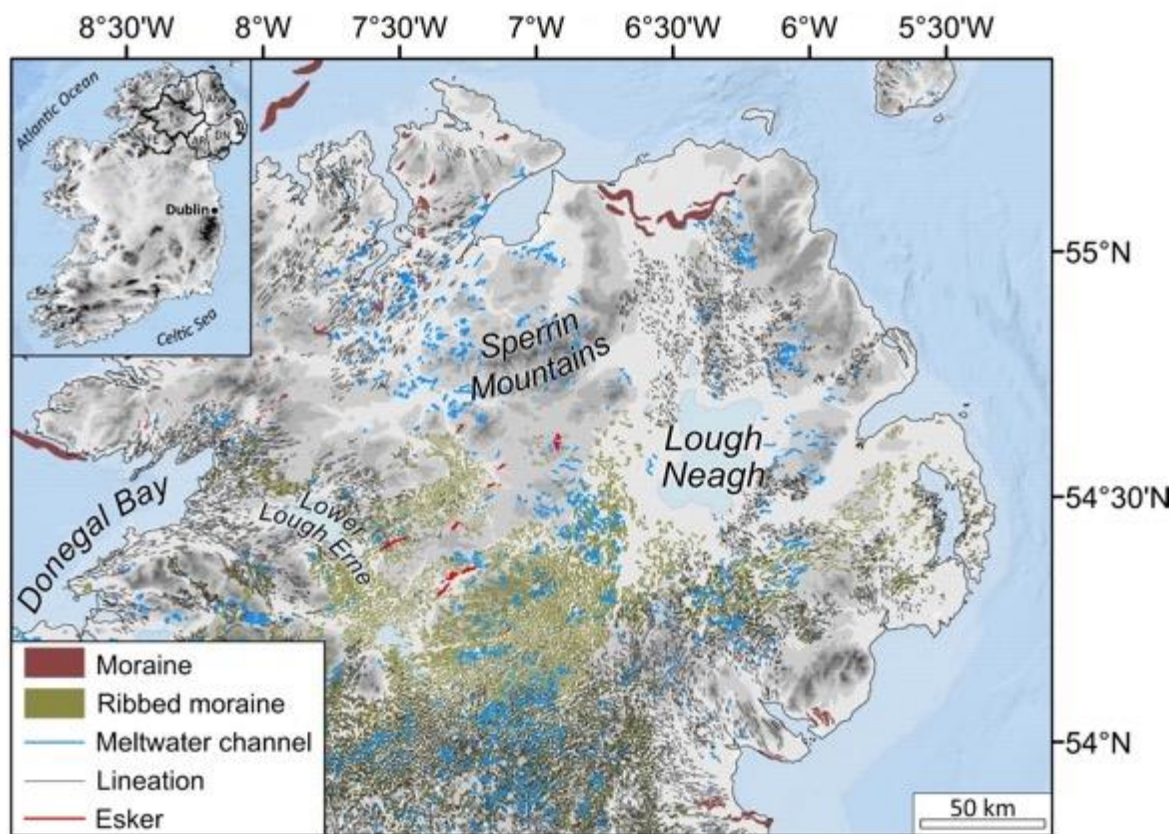 8°30'W 8°W 7°30'W 7°W 6°30'W 6°W 5°30'W
Atlantic Ocean
Dublin
Celtic Sea
55°N
54°30'N
54°N
Sperrin
Mountains
Lough
Neagh
Lower
Lough Erne
Donegal Bay
Moraine
Ribbed moraine
Meltwater channel
Lineation
Esker
50 km